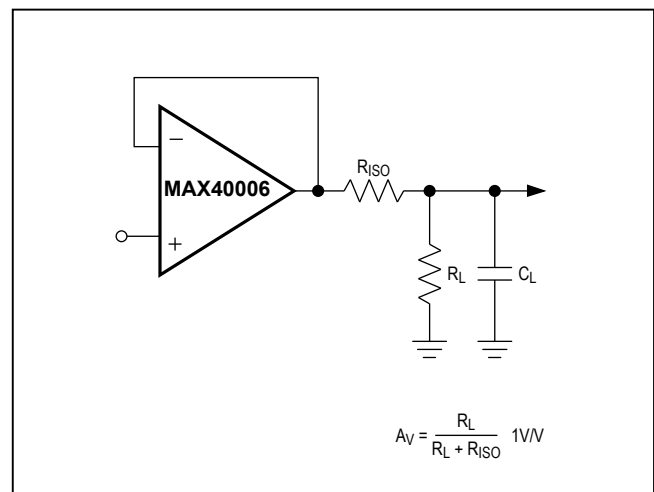 −
MAX40006
+
R_ISO
R_L
C_L
A_V = R_L / (R_L + R_ISO) 1V/V